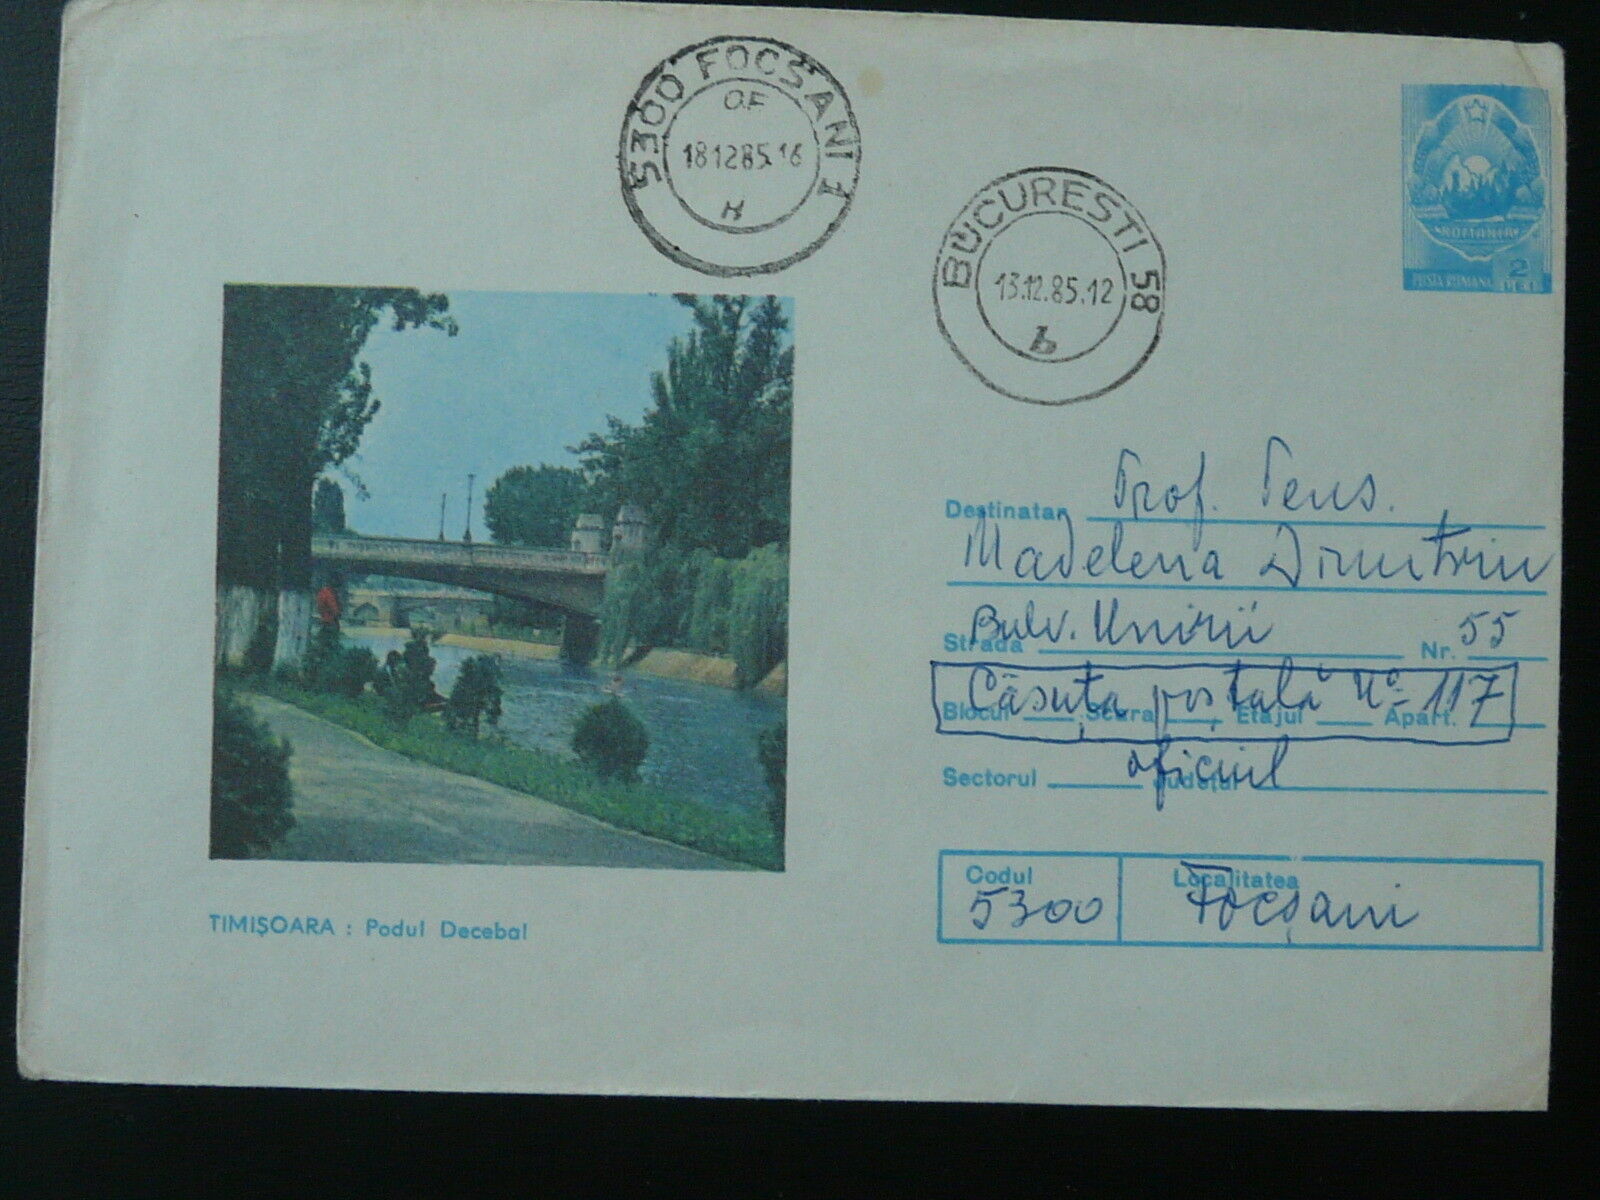 5300 FOCSANI 1
OF
18.12.85.16
H
BUCURESTI 58
13.12.85.12
b
ROMANIA
POSTA ROMANA
2
LEI
Destinatar Prof. Pens.
Madelena Dimitriu
Strada Bulv. Unirii Nr. 55
Blocul Scara Etajul Apart.
Căsuța poștală No 117
Sectorul Județul
oficiul
Codul Localitatea
5300 Focșani
TIMIȘOARA : Podul Decebal